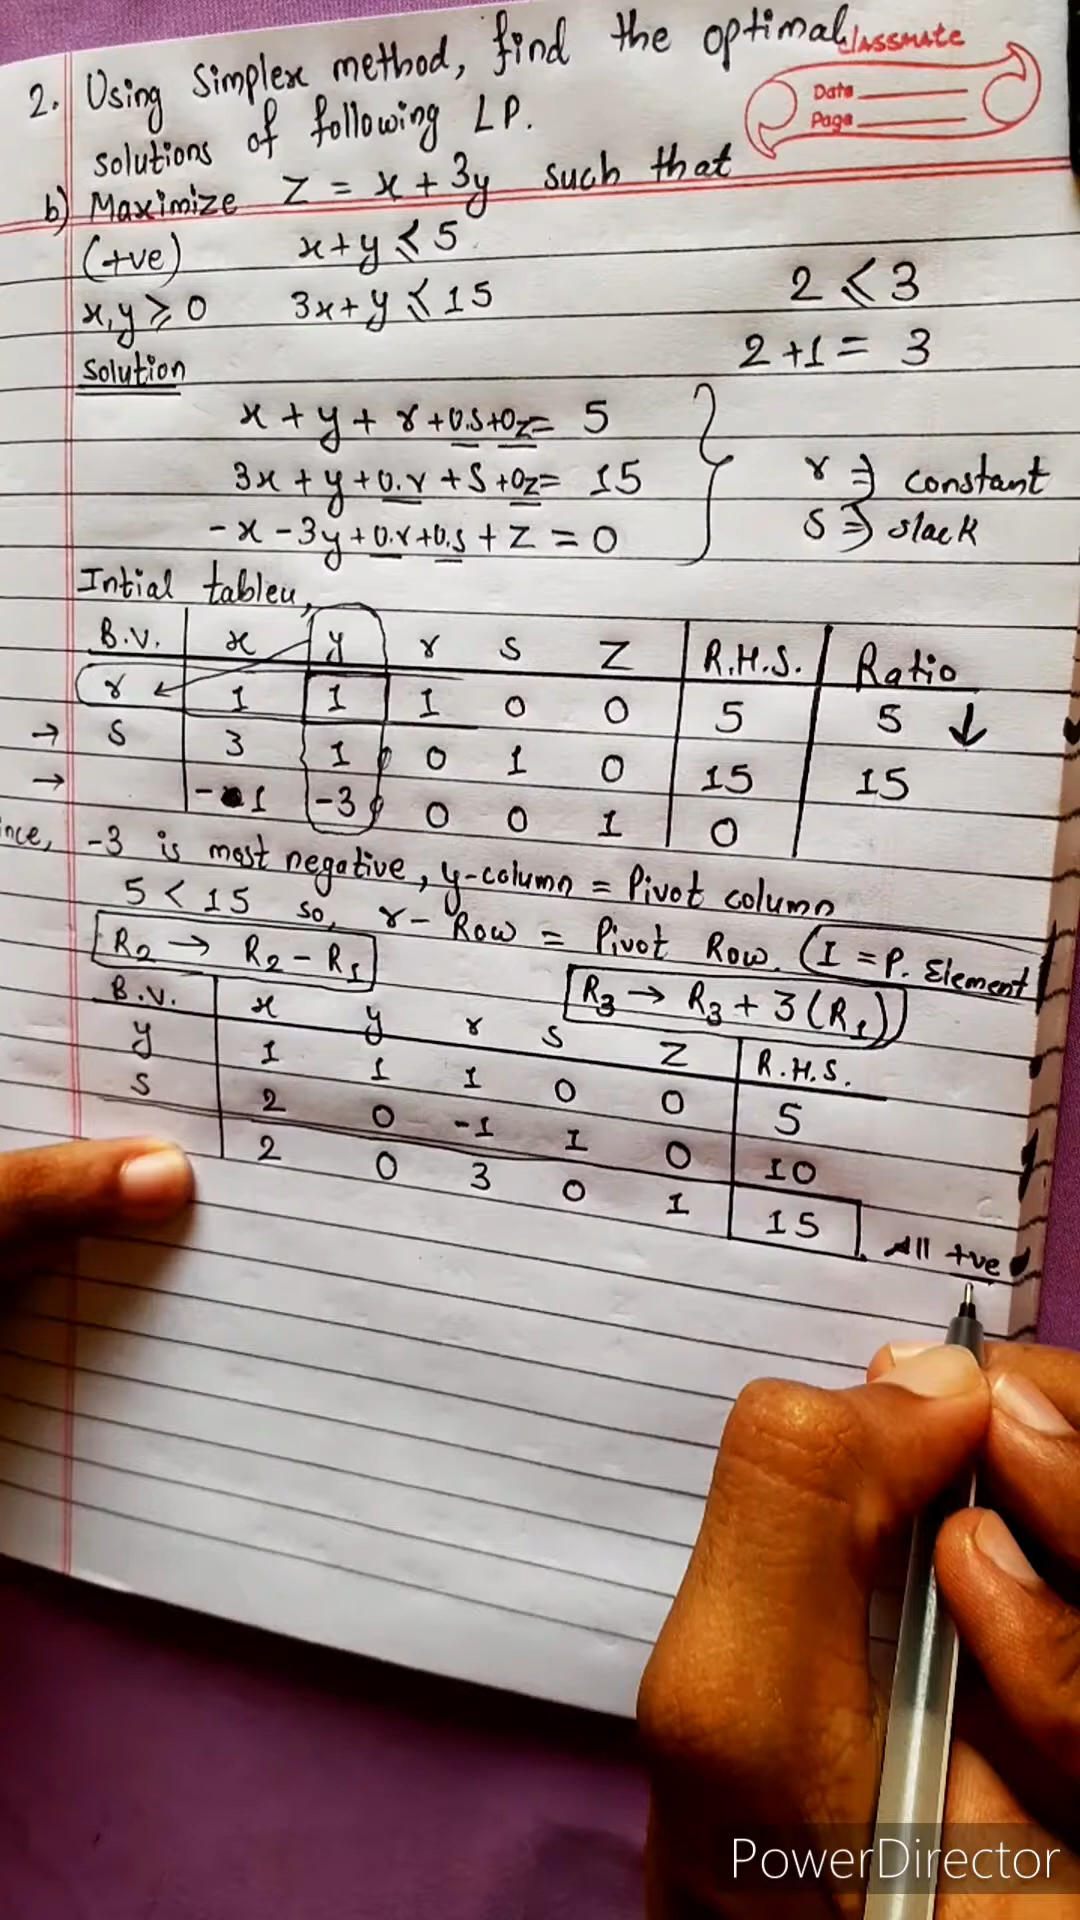 classmate
Date
Page
2. Using Simplex method, find the optimal
solutions of following LP.
b) Maximize Z = x + 3y such that
(+ve) x+y ⩽ 5
x,y ⩾ 0 3x+y ⩽ 15
2 ⩽ 3
2+1 = 3
Solution
x + y + r + 0.s + 0z = 5
3x + y + 0.r + s + 0z = 15
-x - 3y + 0.r + 0.s + z = 0
r ⇒ constant
s ⇒ slack
Intial tableu,
B.V. x y r s z R.H.S. Ratio
r 1 1 1 0 0 5 5 ↓
→ s 3 1 0 1 0 15 15
→ -1 -3 0 0 1 0
ince, -3 is most negative, y-column = Pivot column
5 < 15 so, r-Row = Pivot Row. (1 = P. Element
R2 → R2 - R1
R3 → R3 + 3(R1)
B.V. x y r s z R.H.S.
y 1 1 1 0 0 5
s 2 0 -1 1 0 10
2 0 3 0 1 15 All +ve
PowerDirector